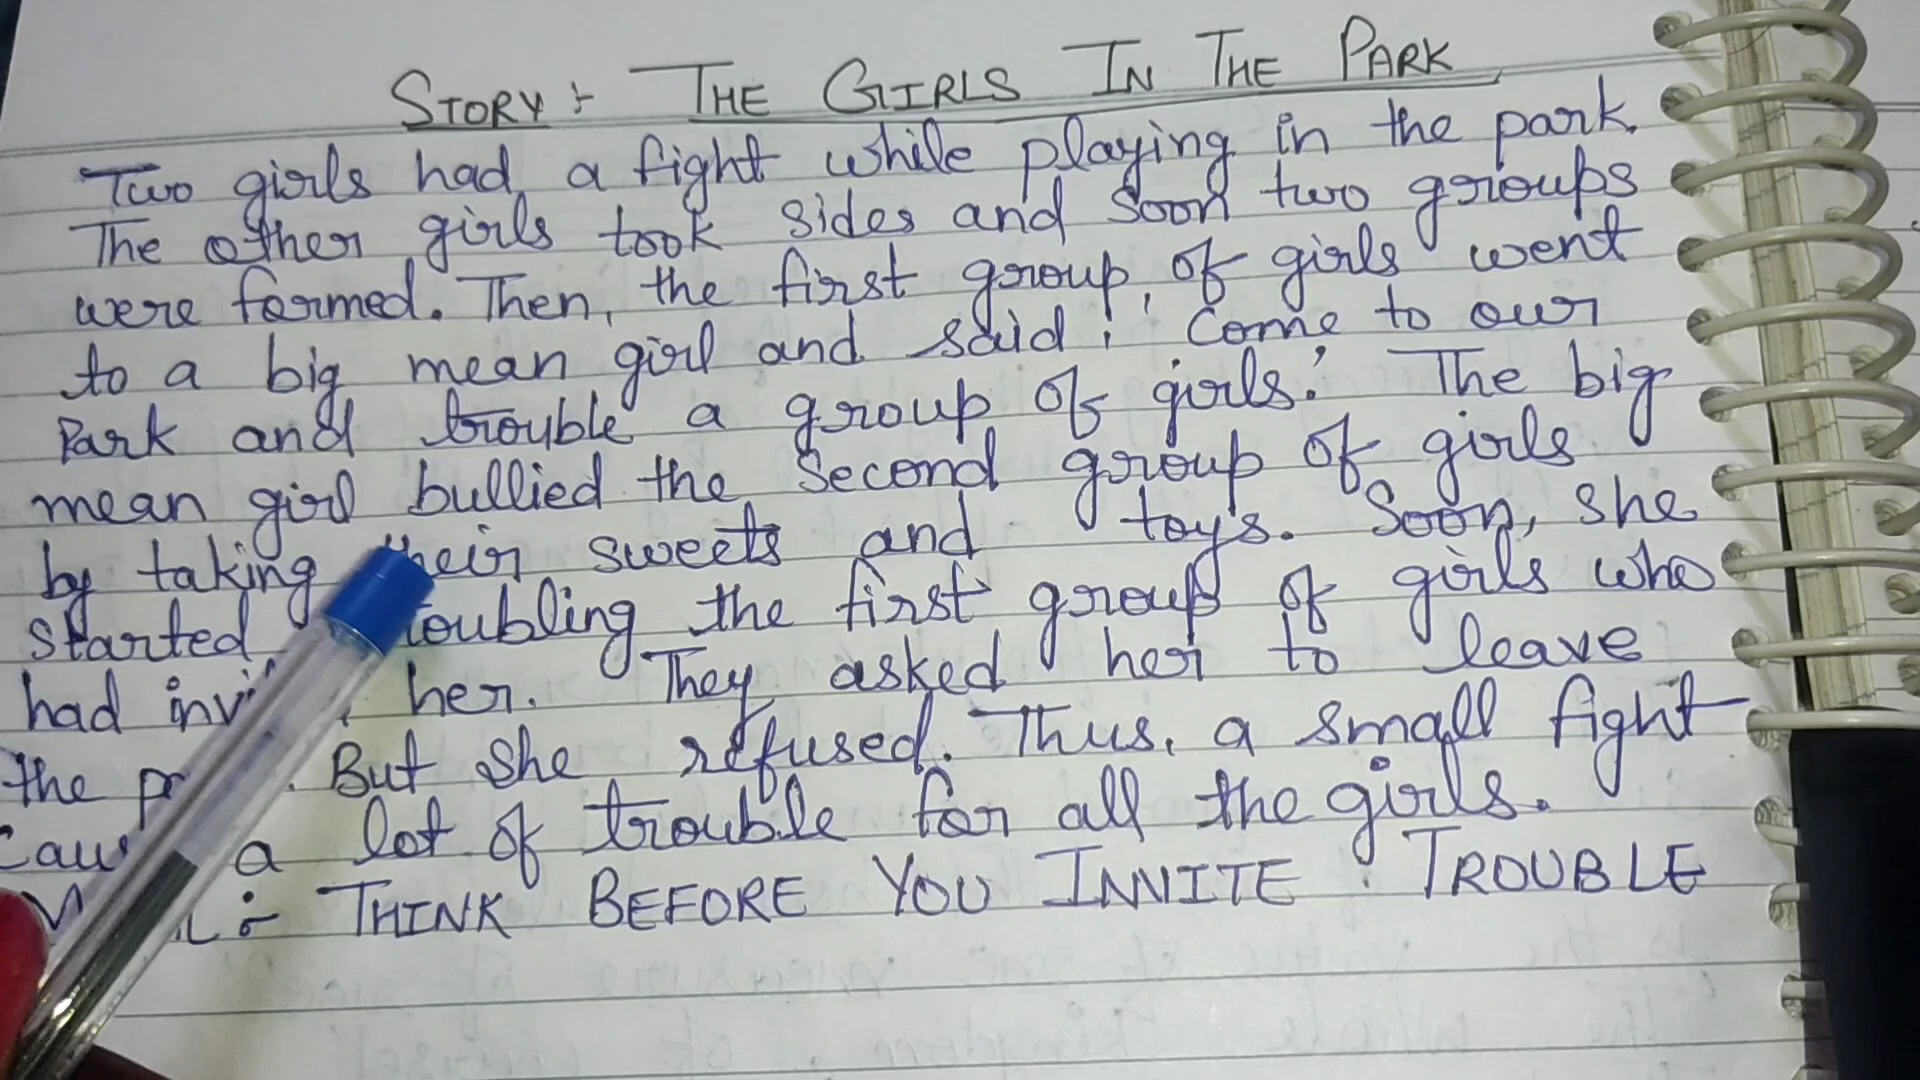 STORY :- THE GIRLS IN THE PARK
Two girls had a fight while playing in the park.
The other girls took sides and soon two groups
were formed. Then, the first group of girls went
to a big mean girl and said: 'Come to our
Park and trouble a group of girls.' The big
mean girl bullied the second group of girls
by taking their sweets and toys. Soon, she
started the first group of girls who
had her. They asked her to leave
the But she refused. Thus, a small fight
a lot of trouble for all the girls.
:- THINK BEFORE YOU INVITE TROUBLE